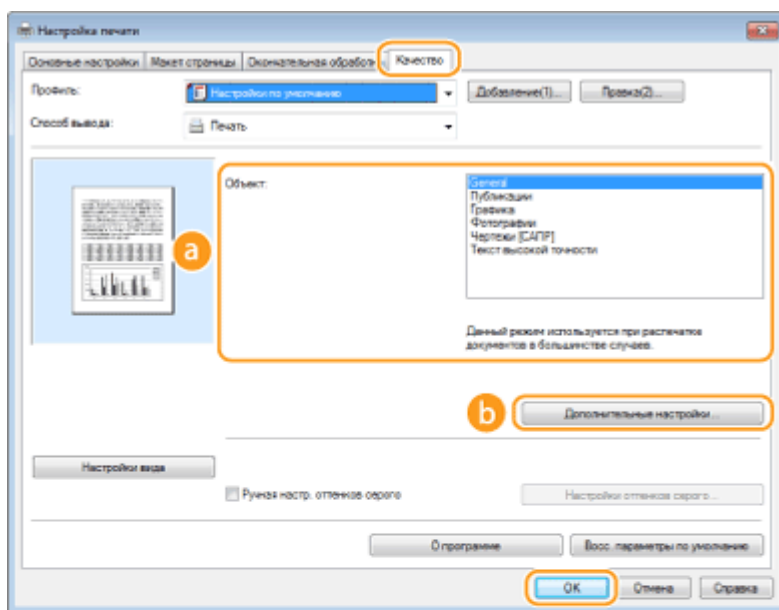 Настройка печати
Основные настройки Макет страницы Окончательная обработк Качество
Профиль: Настройки по умолчанию Добавление(1)... Правка(2)...
Способ вывода: Печать
Объект: General
Публикации
Графика
Фотографии
Чертежи [САПР]
Текст высокой точности
a
Данный режим используется при распечатке
документов в большинстве случаев.
b Дополнительные настройки...
Настройки вида
Ручная настр. оттенков серого Настройки оттенков серого...
О программе Восс. параметры по умолчанию
OK Отмена Справка